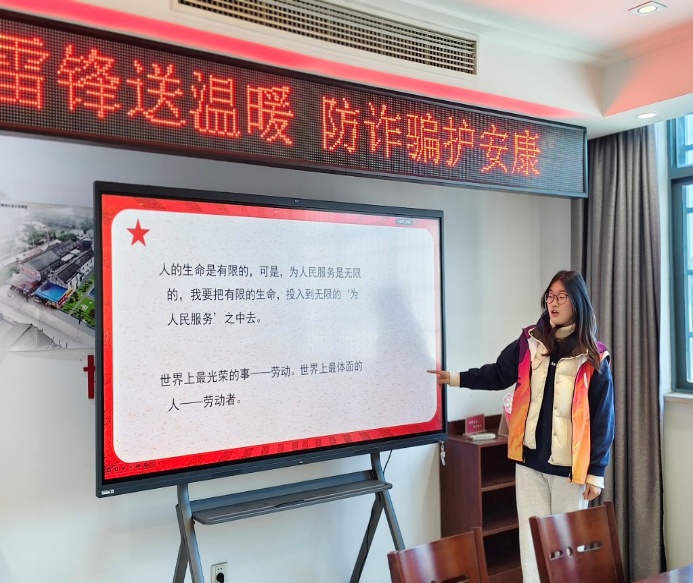 雷锋送温暖 防诈骗护安康
人的生命是有限的，可是，为人民服务是无限
的，我要把有限的生命，投入到无限的‘为
人民服务’之中去。
世界上最光荣的事——劳动。世界上最体面的
人——劳动者。